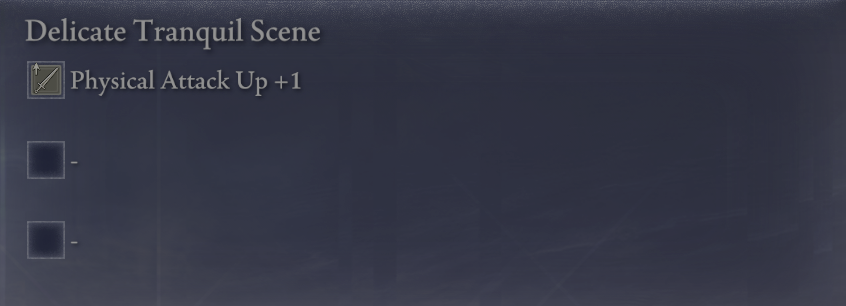 Delicate Tranquil Scene
Physical Attack Up +1
-
-